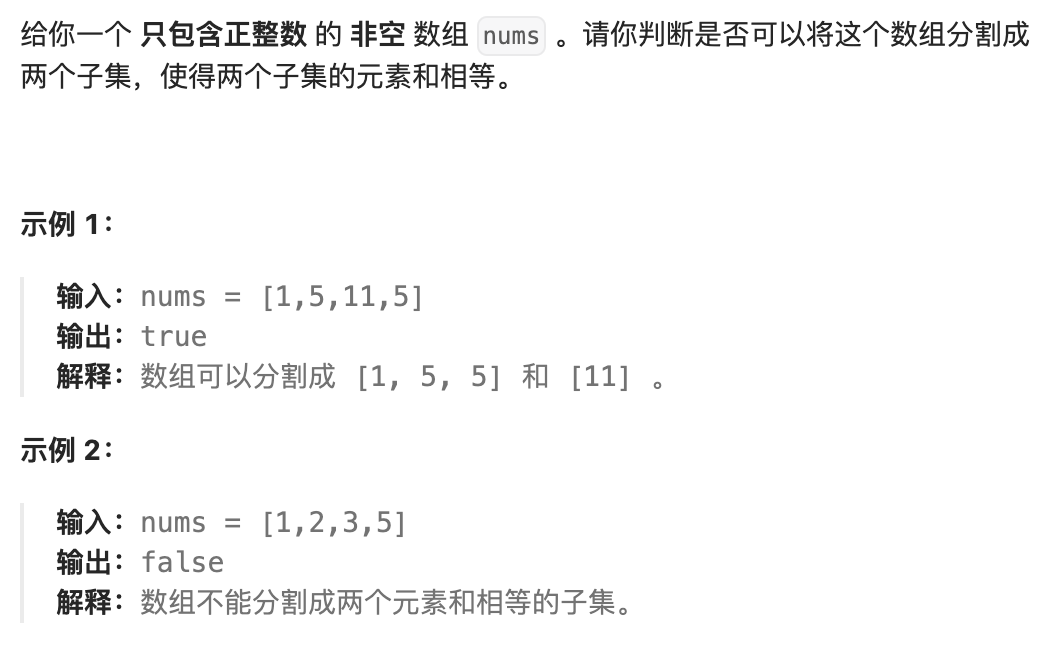 给你一个 只包含正整数 的 非空 数组 nums 。请你判断是否可以将这个数组分割成
两个子集，使得两个子集的元素和相等。
示例 1：
输入：nums = [1,5,11,5]
输出：true
解释：数组可以分割成 [1, 5, 5] 和 [11] 。
示例 2：
输入：nums = [1,2,3,5]
输出：false
解释：数组不能分割成两个元素和相等的子集。